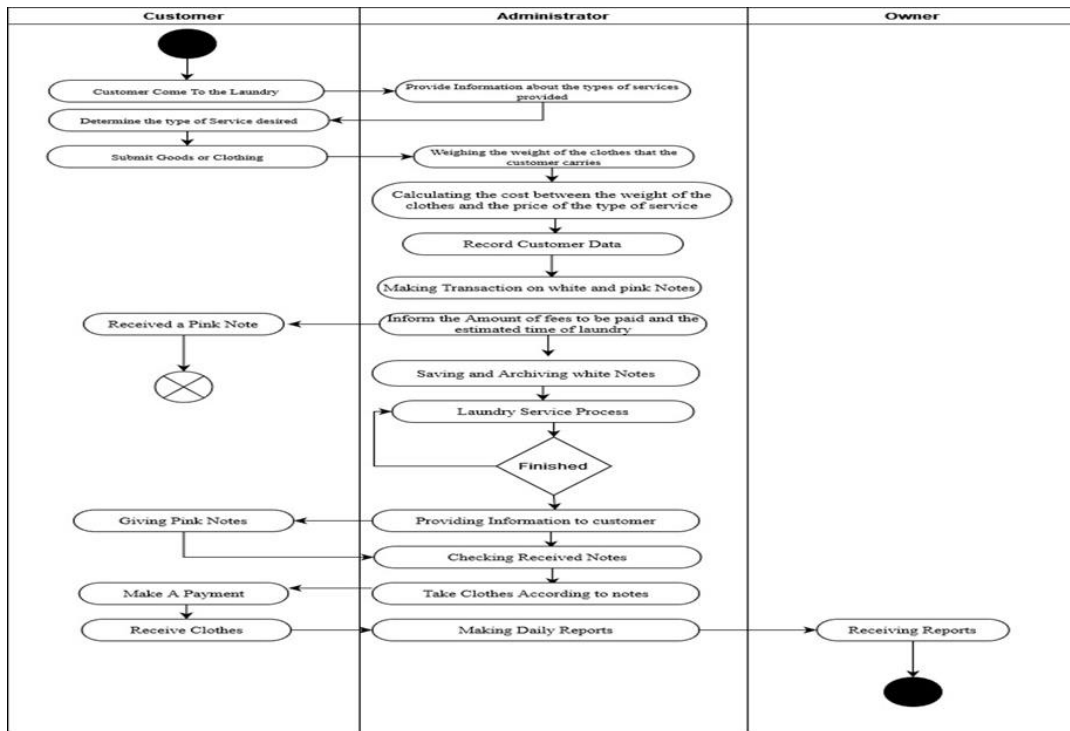 Customer
Administrator
Owner
Customer Come To the Laundry
Provide Information about the types of services
provided
Determine the type of Service desired
Submit Goods or Clothing
Weighing the weight of the clothes that the
customer carries
Calculating the cost between the weight of the
clothes and the price of the type of service
Record Customer Data
Making Transaction on white and pink Notes
Received a Pink Note
Inform the Amount of fees to be paid and the
estimated time of laundry
Saving and Archiving white Notes
Laundry Service Process
Finished
Giving Pink Notes
Providing Information to customer
Checking Received Notes
Make A Payment
Take Clothes According to notes
Receive Clothes
Making Daily Reports
Receiving Reports